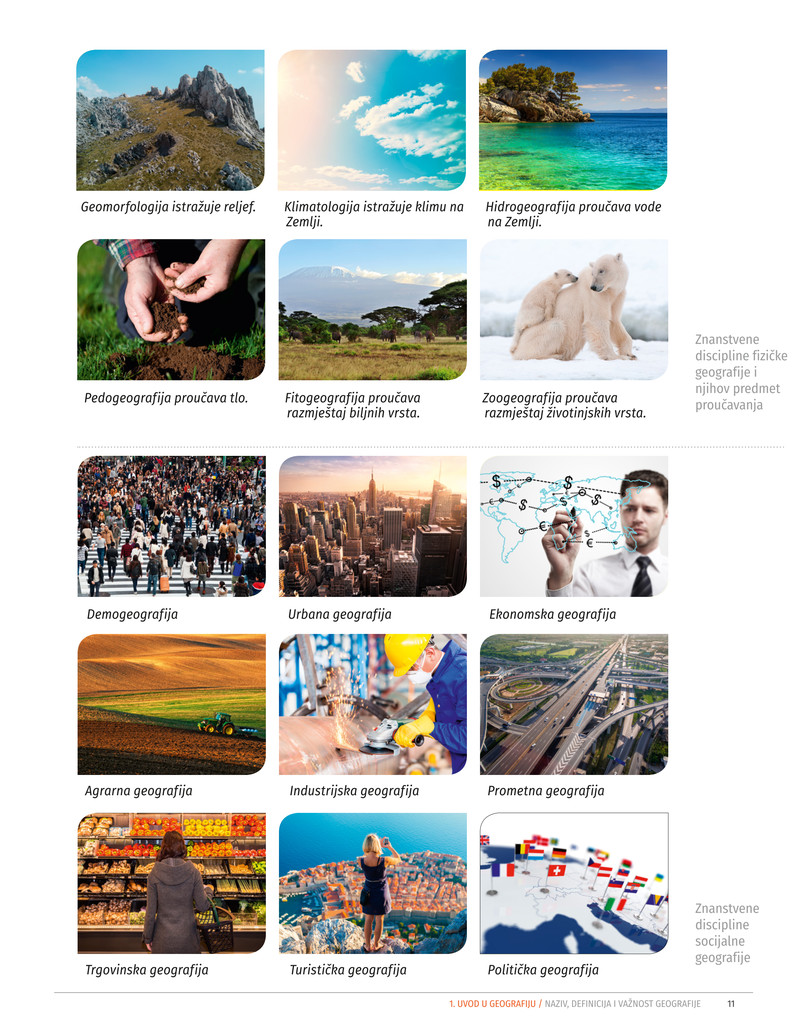 Geomorfologija istražuje reljef.
Klimatologija istražuje klimu na
Zemlji.
Hidrogeografija proučava vode
na Zemlji.
Pedogeografija proučava tlo.
Fitogeografija proučava
razmještaj biljnih vrsta.
Zoogeografija proučava
razmještaj životinjskih vrsta.
Znanstvene
discipline fizičke
geografije i
njihov predmet
proučavanja
Demogeografija
Urbana geografija
Ekonomska geografija
Agrarna geografija
Industrijska geografija
Prometna geografija
Trgovinska geografija
Turistička geografija
Politička geografija
Znanstvene
discipline
socijalne
geografije
1. UVOD U GEOGRAFIJU / NAZIV, DEFINICIJA I VAŽNOST GEOGRAFIJE 11